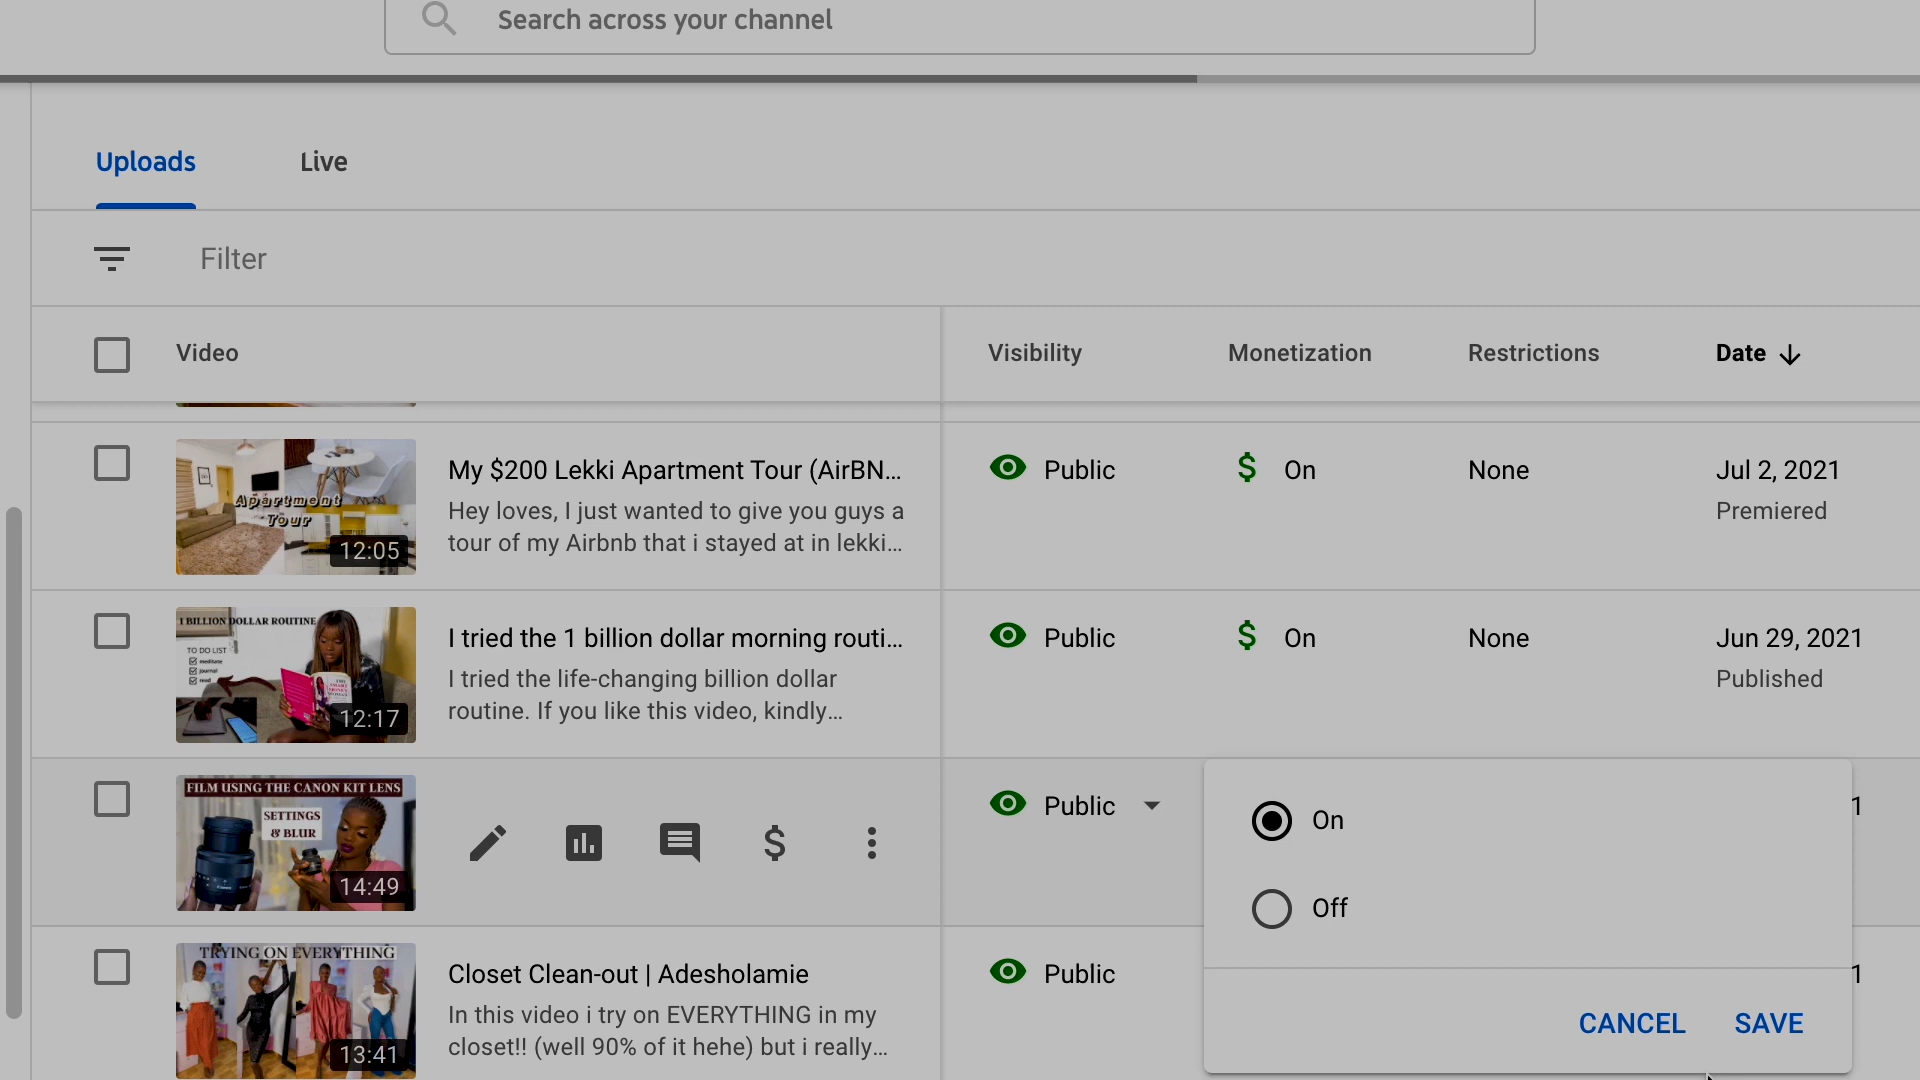 Search across your channel
Uploads
Live
Filter
Video
Visibility
Monetization
Restrictions
Date
Apartment
Tour
12:05
My $200 Lekki Apartment Tour (AirBN...
Hey loves, I just wanted to give you guys a
tour of my Airbnb that i stayed at in lekki...
Public
$ On
None
Jul 2, 2021
Premiered
1 BILLION DOLLAR ROUTINE
TO DO LIST
meditate
journal
read
12:17
I tried the 1 billion dollar morning routi...
I tried the life-changing billion dollar
routine. If you like this video, kindly...
Public
$ On
None
Jun 29, 2021
Published
FILM USING THE CANON KIT LENS
SETTINGS
& BLUR
14:49
$
Public
On
Off
1
CANCEL
SAVE
TRYING ON EVERYTHING
13:41
Closet Clean-out | Adesholamie
In this video i try on EVERYTHING in my
closet!! (well 90% of it hehe) but i really...
Public
1